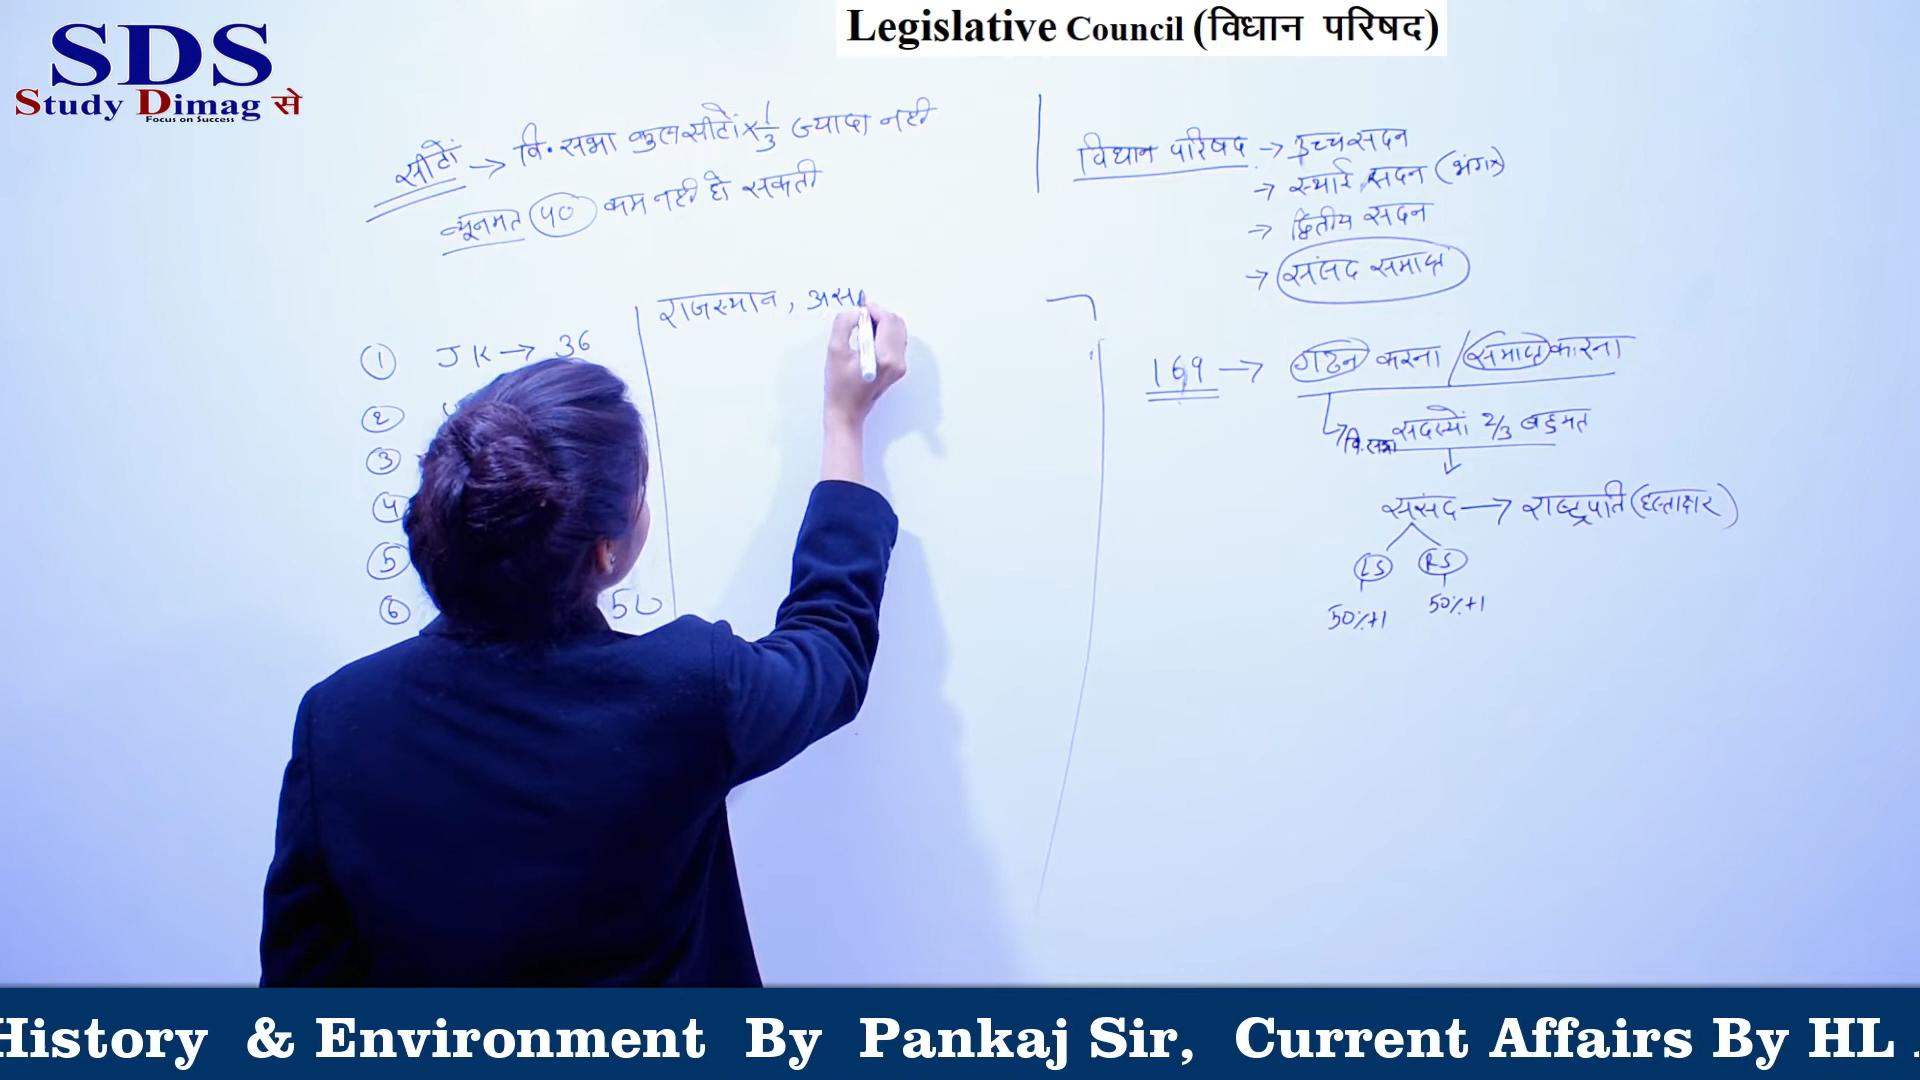 Legislative Council (विधान परिषद)
SDS
Study Dimag से
Focus on Success
सीटों → वि. सभा कुल सीटों × 1/3 ज्यादा नही
न्यूनमत 40 कम नही हो सकती
विधान परिषद → उच्च सदन
→ स्थाई सदन (भंग x)
→ द्वितीय सदन
→ संसद समाप्त
राजस्थान, अस
① JK → 36
②
③
④
⑤
⑥ 50
169 → गठन करना / समाप्त करना
वि.सभा सदस्यों 2/3 बहुमत
संसद → राष्ट्रपति (हस्ताक्षर)
LS RS
50%+1 50%+1
History & Environment By Pankaj Sir, Current Affairs By HL